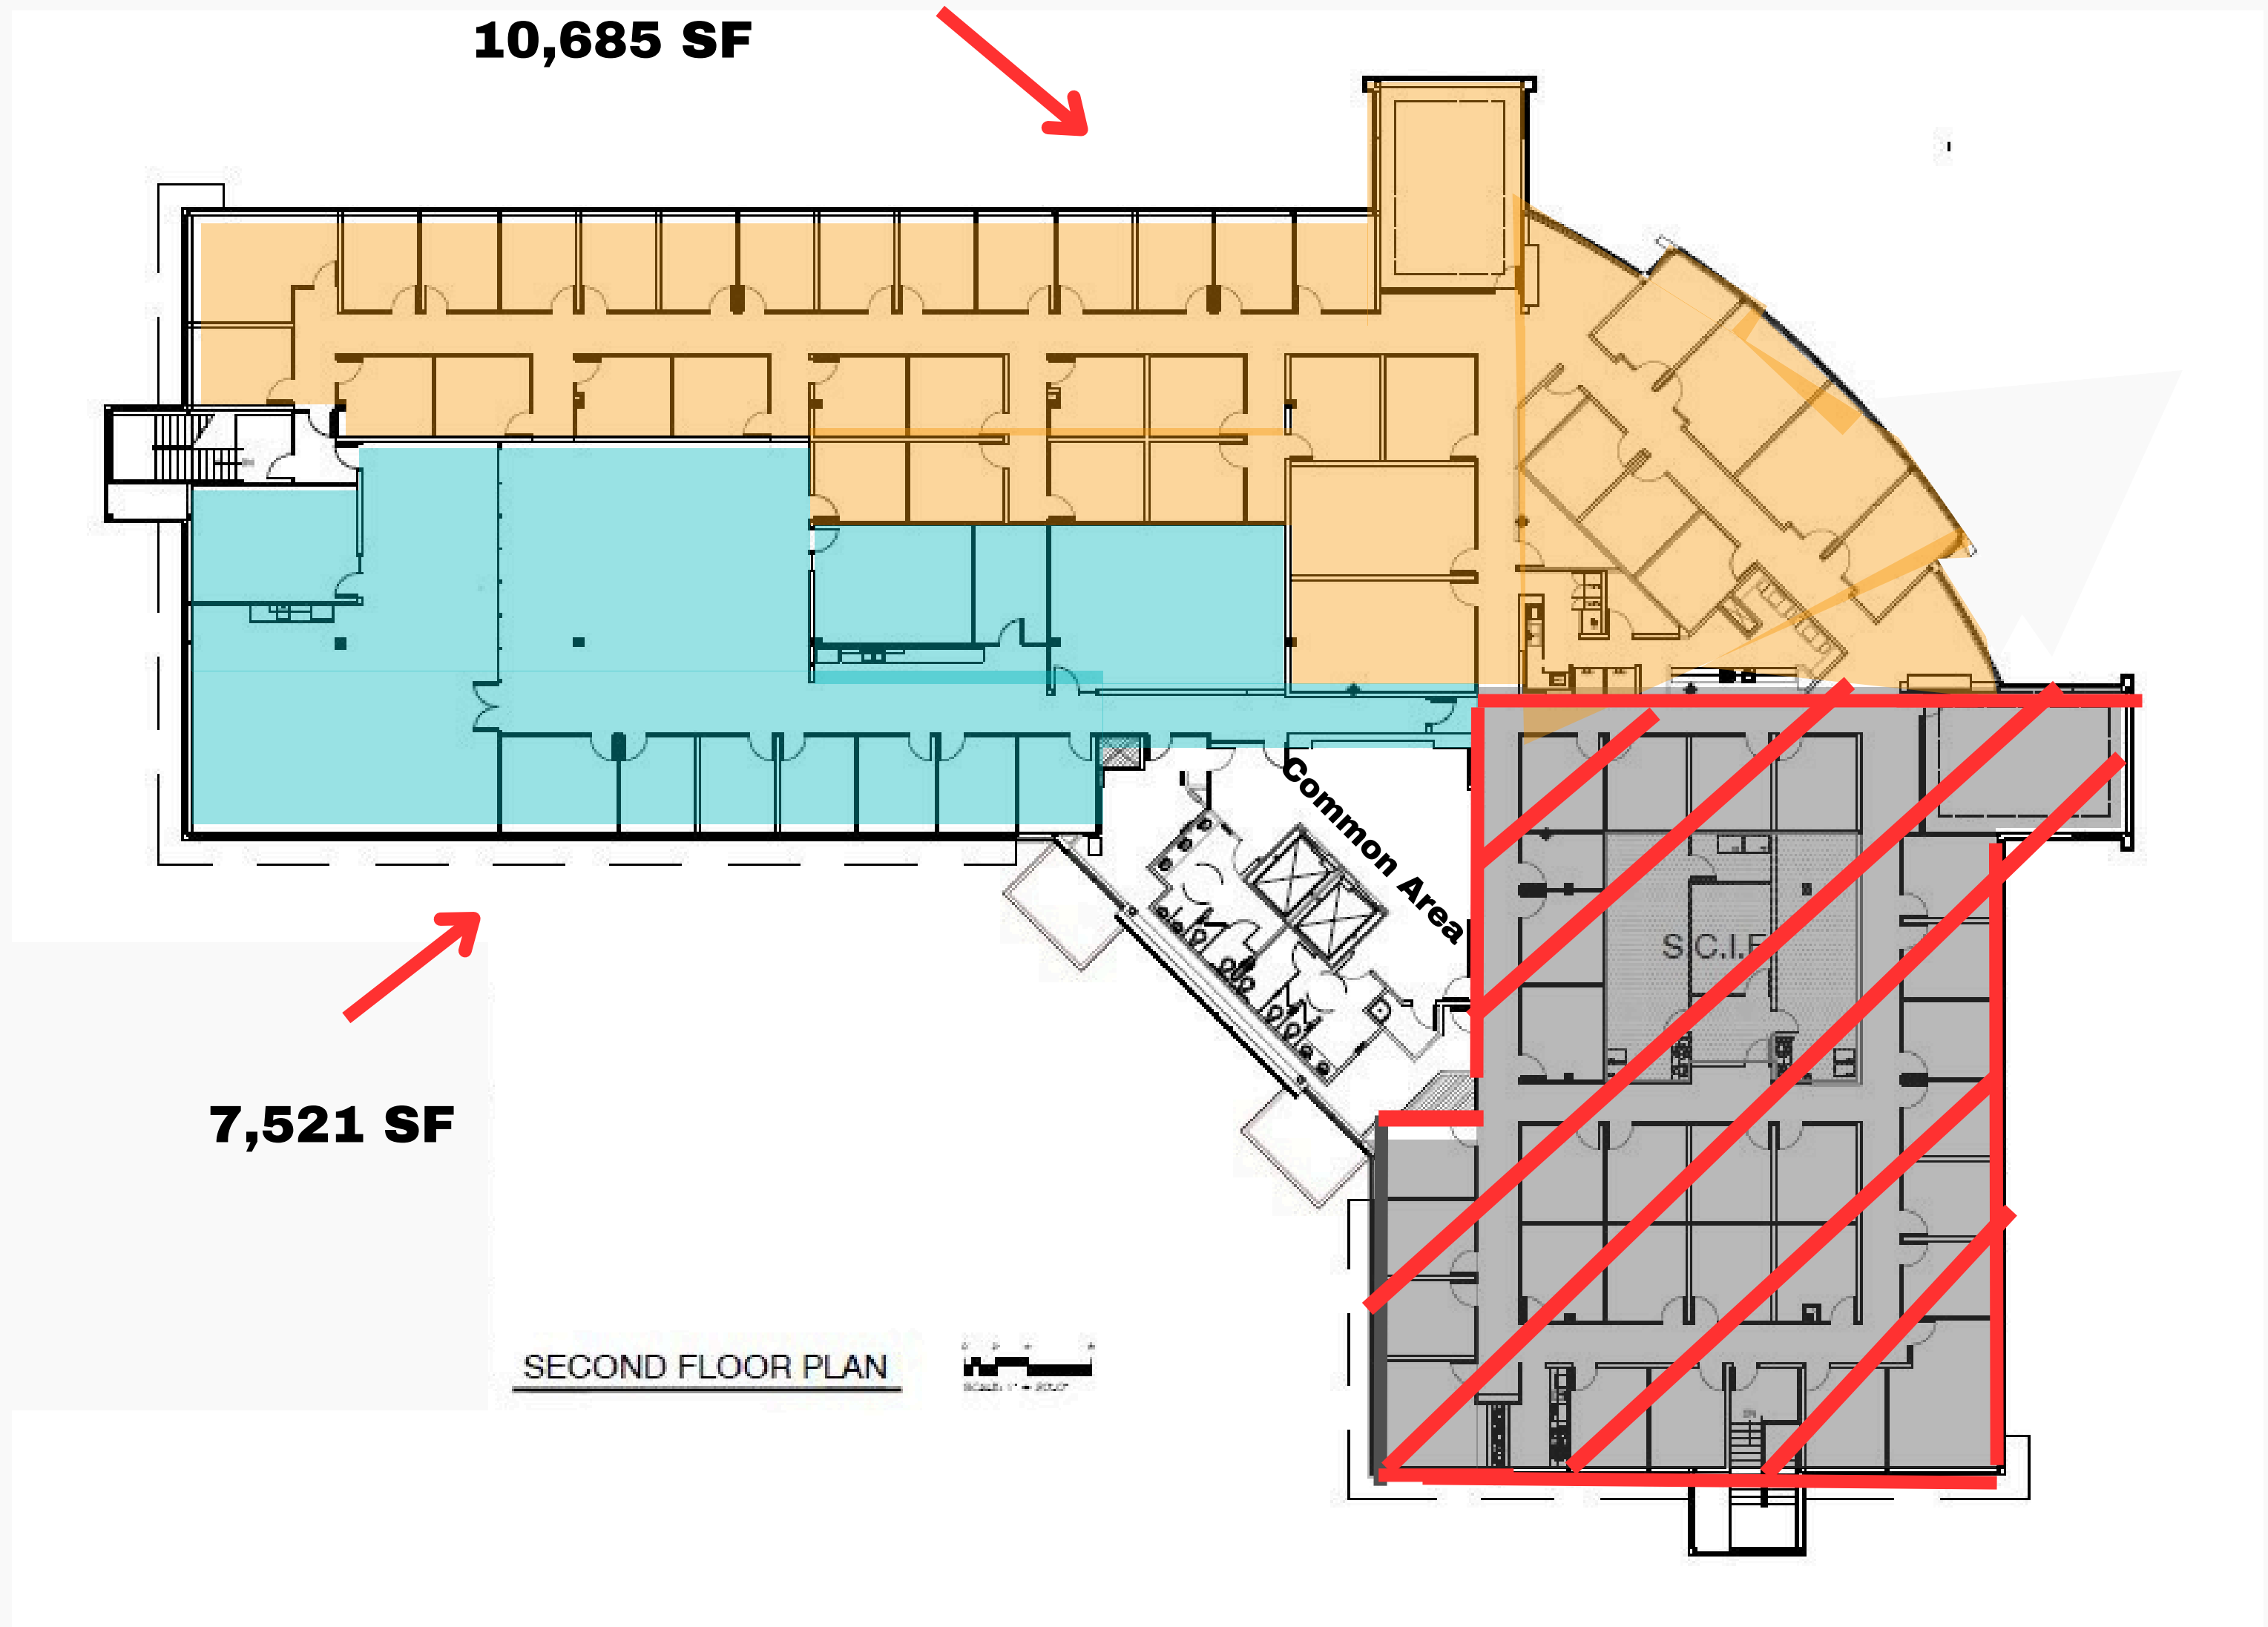 10,685 SF
Common Area
S.C.I.F.
7,521 SF
SECOND FLOOR PLAN